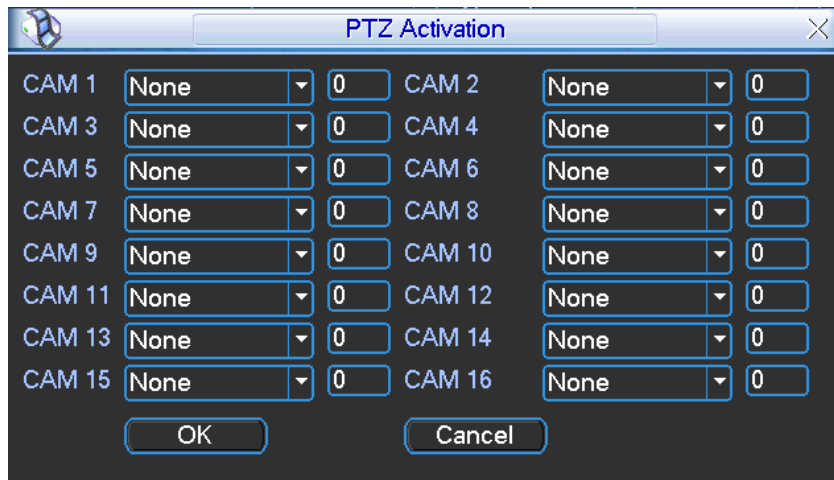 PTZ Activation
CAM 1 None 0 CAM 2 None 0
CAM 3 None 0 CAM 4 None 0
CAM 5 None 0 CAM 6 None 0
CAM 7 None 0 CAM 8 None 0
CAM 9 None 0 CAM 10 None 0
CAM 11 None 0 CAM 12 None 0
CAM 13 None 0 CAM 14 None 0
CAM 15 None 0 CAM 16 None 0
OK Cancel